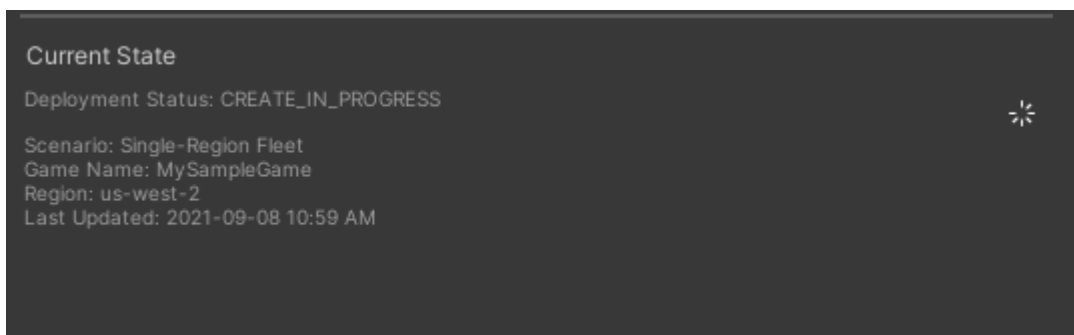 Current State
Deployment Status: CREATE_IN_PROGRESS
Scenario: Single-Region Fleet
Game Name: MySampleGame
Region: us-west-2
Last Updated: 2021-09-08 10:59 AM